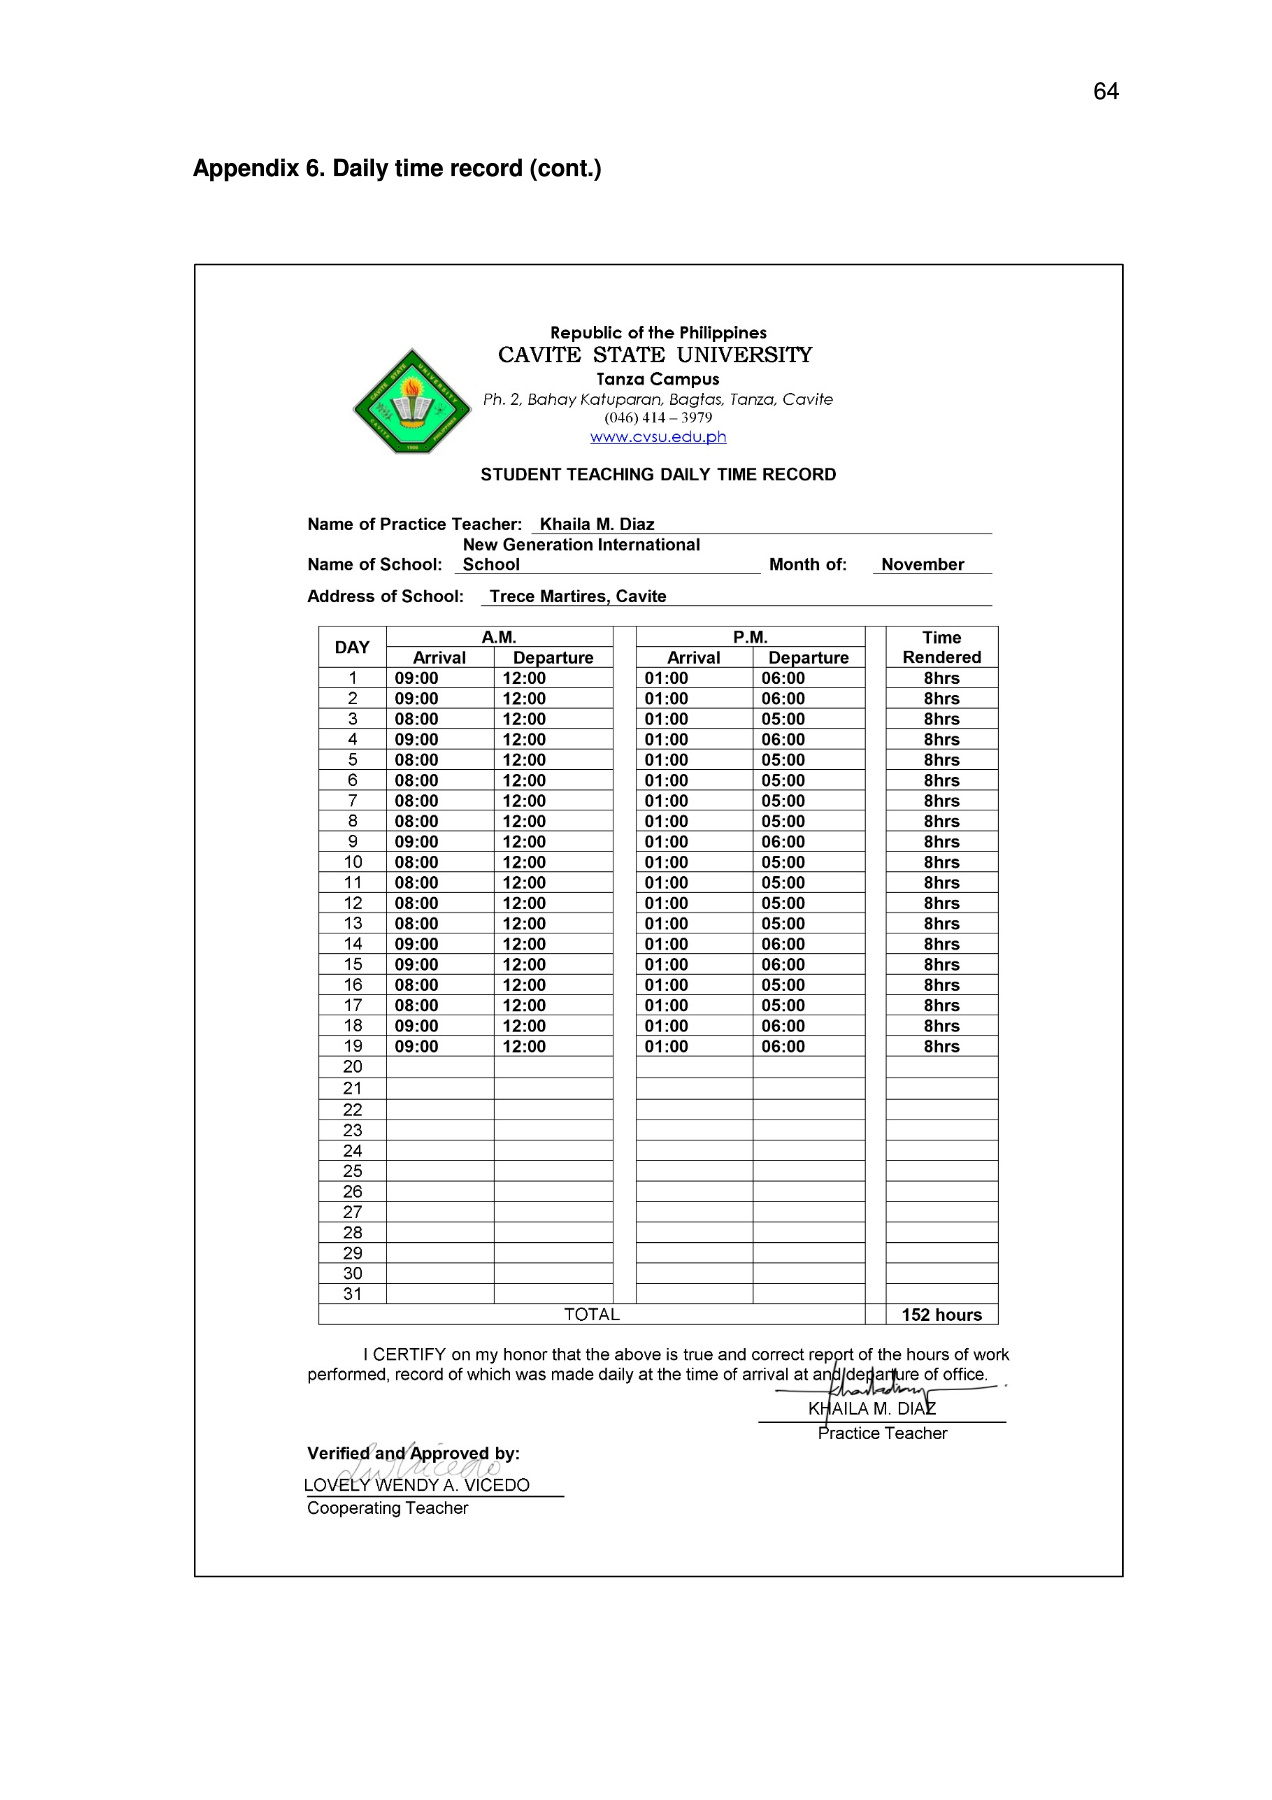 64
Appendix 6. Daily time record (cont.)
Republic of the Philippines
CAVITE STATE UNIVERSITY
Tanza Campus
Ph. 2, Bahay Katuparan, Bagtas, Tanza, Cavite
(046) 414 – 3979
www.cvsu.edu.ph
CAVITE STATE UNIVERSITY
CAVITE PHILIPPINES
1906
STUDENT TEACHING DAILY TIME RECORD
Name of Practice Teacher: Khaila M. Diaz
New Generation International
Name of School: School Month of: November
Address of School: Trece Martires, Cavite
DAY A.M. P.M. Time
Arrival Departure Arrival Departure Rendered
1 09:00 12:00 01:00 06:00 8hrs
2 09:00 12:00 01:00 06:00 8hrs
3 08:00 12:00 01:00 05:00 8hrs
4 09:00 12:00 01:00 06:00 8hrs
5 08:00 12:00 01:00 05:00 8hrs
6 08:00 12:00 01:00 05:00 8hrs
7 08:00 12:00 01:00 05:00 8hrs
8 08:00 12:00 01:00 05:00 8hrs
9 09:00 12:00 01:00 06:00 8hrs
10 08:00 12:00 01:00 05:00 8hrs
11 08:00 12:00 01:00 05:00 8hrs
12 08:00 12:00 01:00 05:00 8hrs
13 08:00 12:00 01:00 05:00 8hrs
14 09:00 12:00 01:00 06:00 8hrs
15 09:00 12:00 01:00 06:00 8hrs
16 08:00 12:00 01:00 05:00 8hrs
17 08:00 12:00 01:00 05:00 8hrs
18 09:00 12:00 01:00 06:00 8hrs
19 09:00 12:00 01:00 06:00 8hrs
20
21
22
23
24
25
26
27
28
29
30
31
TOTAL 152 hours
I CERTIFY on my honor that the above is true and correct report of the hours of work
performed, record of which was made daily at the time of arrival at and departure of office.
KHAILA M. DIAZ
Practice Teacher
Verified and Approved by:
LOVELY WENDY A. VICEDO
Cooperating Teacher